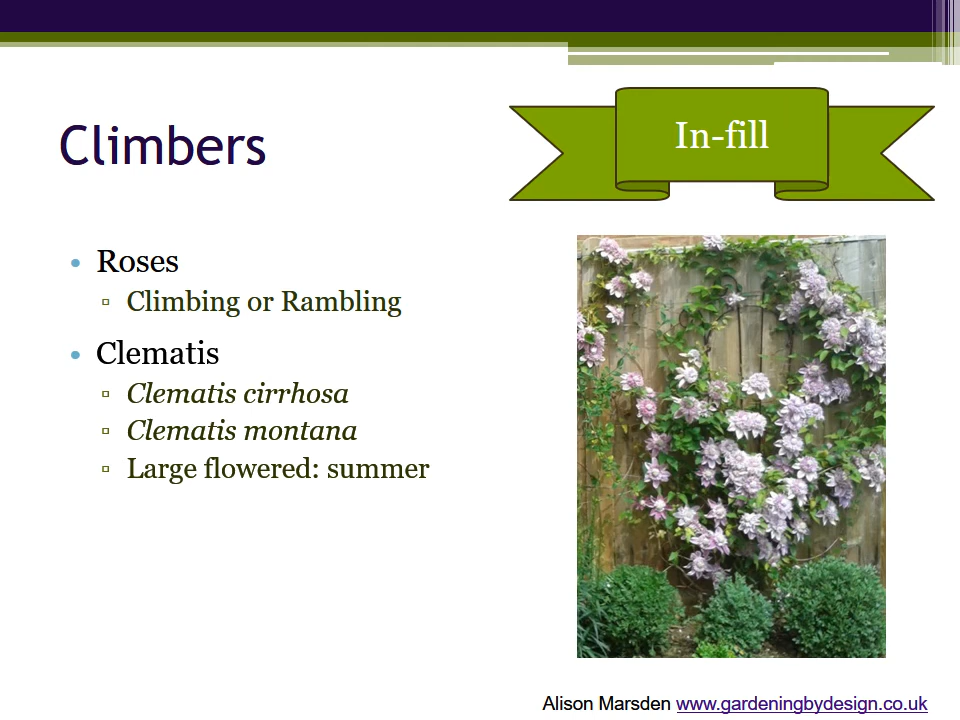 Climbers
In-fill
• Roses
▫ Climbing or Rambling
• Clematis
▫ Clematis cirrhosa
▫ Clematis montana
▫ Large flowered: summer
Alison Marsden www.gardeningbydesign.co.uk